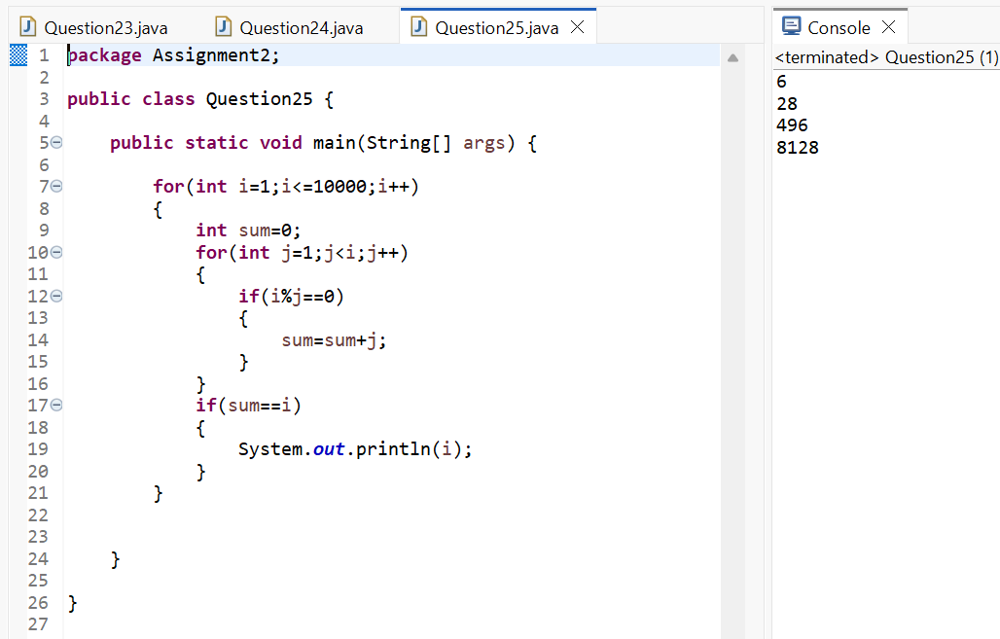 Question23.java Question24.java Question25.java
1 package Assignment2;
2
3 public class Question25 {
4
5 public static void main(String[] args) {
6
7 for(int i=1;i<=10000;i++)
8 {
9 int sum=0;
10 for(int j=1;j<i;j++)
11 {
12 if(i%j==0)
13 {
14 sum=sum+j;
15 }
16 }
17 if(sum==i)
18 {
19 System.out.println(i);
20 }
21 }
22
23
24 }
25
26 }
27
Console
<terminated> Question25 (1)
6
28
496
8128